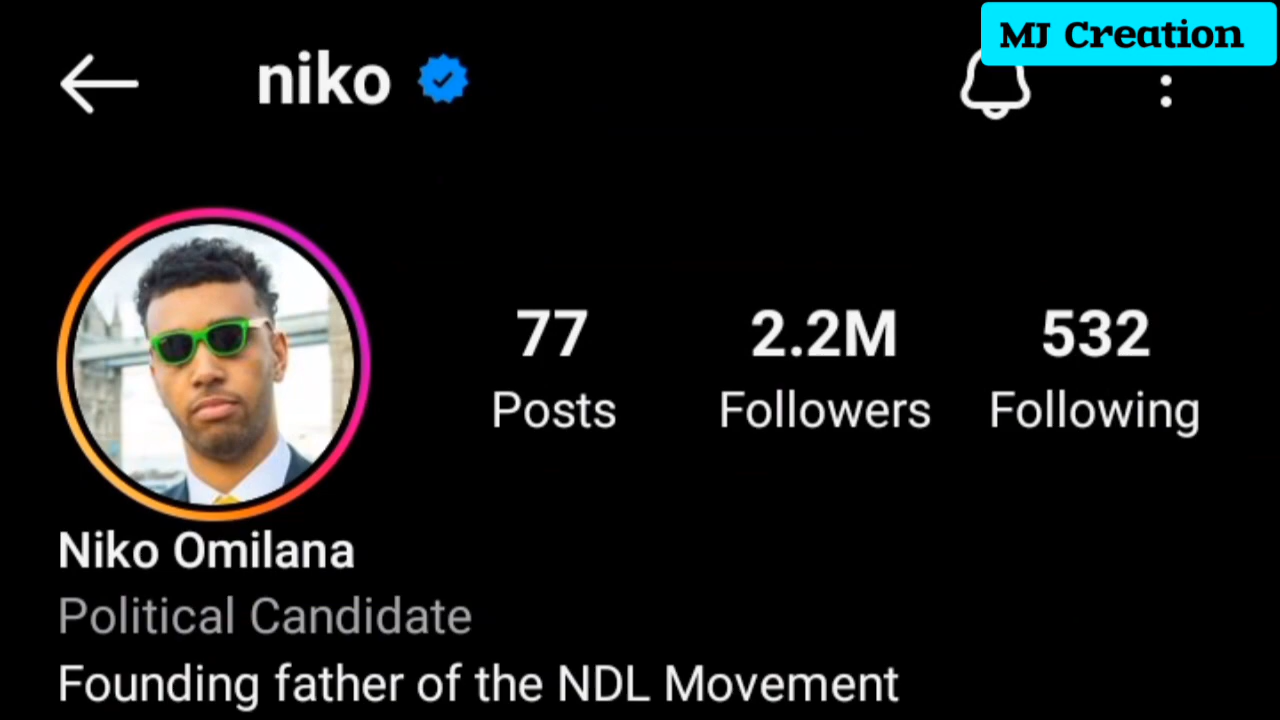 MJ Creation
niko
77
2.2M
532
Posts
Followers
Following
Niko Omilana
Political Candidate
Founding father of the NDL Movement